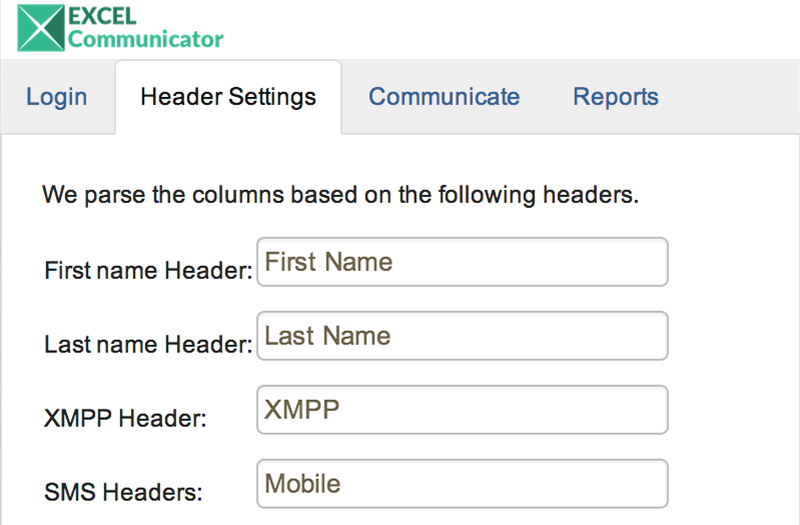 EXCEL
Communicator
Login Header Settings Communicate Reports
We parse the columns based on the following headers.
First name Header: First Name
Last name Header: Last Name
XMPP Header: XMPP
SMS Headers: Mobile